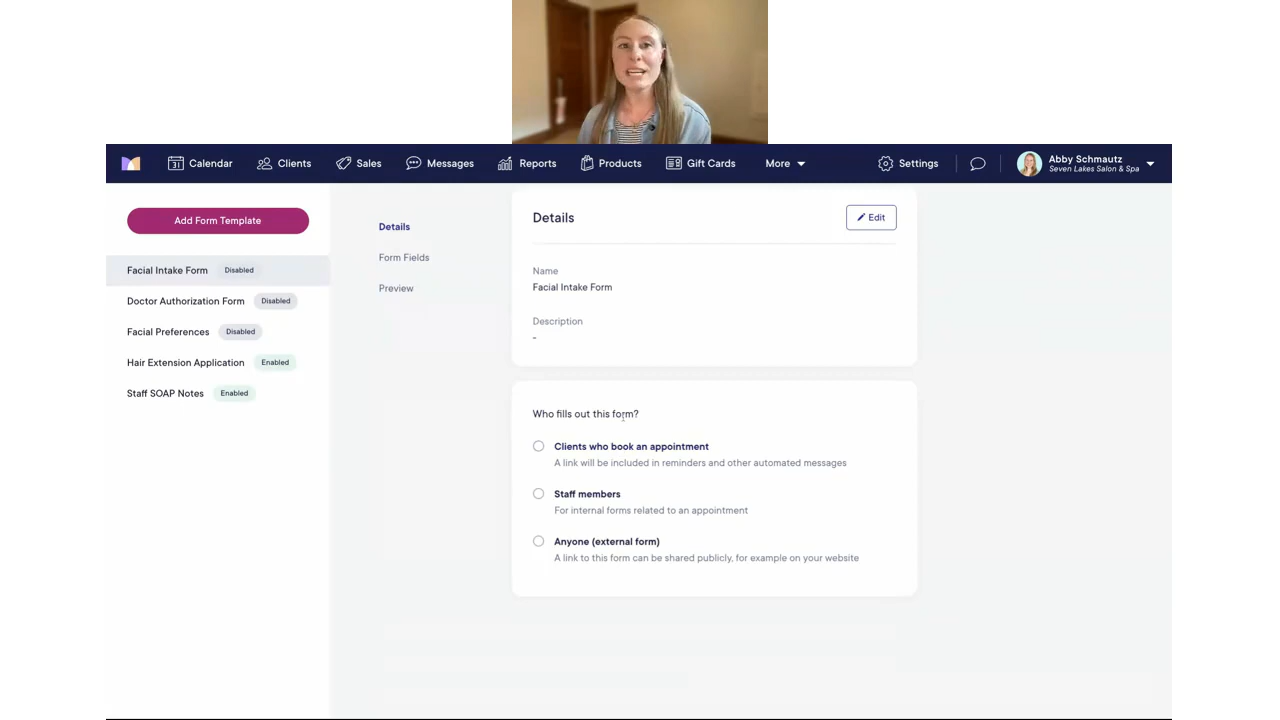 Calendar
Clients
Sales
Messages
Reports
Products
Gift Cards
More
Settings
Abby Schmautz
Seven Lakes Salon & Spa
Add Form Template
Facial Intake Form Disabled
Doctor Authorization Form Disabled
Facial Preferences Disabled
Hair Extension Application Enabled
Staff SOAP Notes Enabled
Details
Form Fields
Preview
Details
Edit
Name
Facial Intake Form
Description
-
Who fills out this form?
Clients who book an appointment
A link will be included in reminders and other automated messages
Staff members
For internal forms related to an appointment
Anyone (external form)
A link to this form can be shared publicly, for example on your website